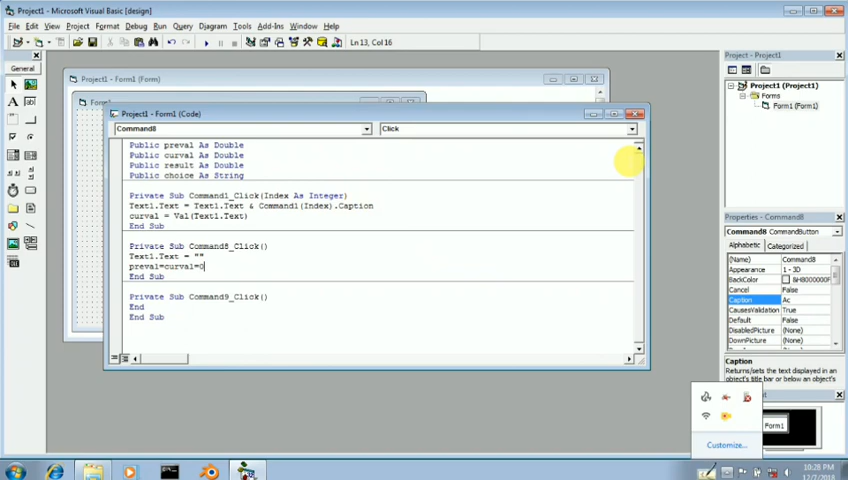 Project1 - Microsoft Visual Basic [design]
File Edit View Project Format Debug Run Query Diagram Tools Add-Ins Window Help
Ln 13, Col 16
General
Project1 - Form1 (Form)
Form1
Project1 - Form1 (Code)
Command8
Click
Public preval As Double
Public curval As Double
Public result As Double
Public choice As String
Private Sub Command1_Click(Index As Integer)
Text1.Text = Text1.Text & Command1(Index).Caption
curval = Val(Text1.Text)
End Sub
Private Sub Command8_Click()
Text1.Text = ""
preval=curval=0
End Sub
Private Sub Command9_Click()
End
End Sub
Project - Project1
Project1 (Project1)
Forms
Form1 (Form1)
Properties - Command8
Command8 CommandButton
Alphabetic Categorized
(Name) Command8
Appearance 1 - 3D
BackColor &H8000000F
Cancel False
Caption Ac
CausesValidation True
Default False
DisabledPicture (None)
DownPicture (None)
Caption
Returns/sets the text displayed in
an object's title bar or below an object's
Form1
Customize...
10:28 PM
12/7/2018